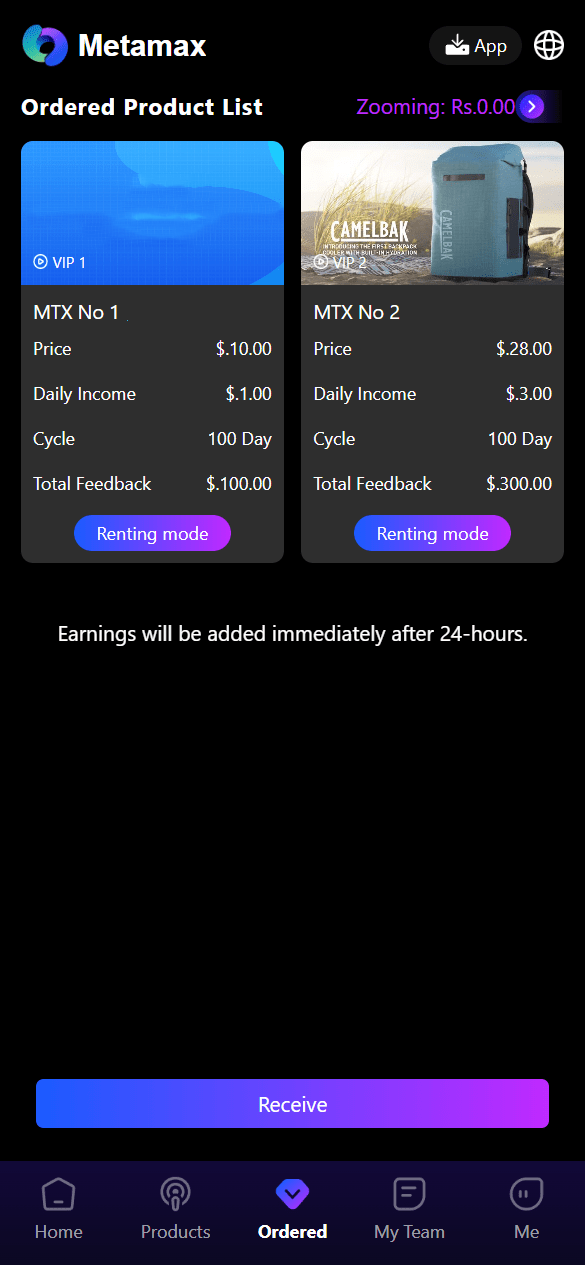 Metamax
App
Ordered Product List
Zooming: Rs.0.00
VIP 1
CAMELBAK
INTRODUCING THE FIRST BACKPACK
COOLER WITH BUILT-IN HYDRATION
CAMELBAK
VIP 2
MTX No 1
Price $.10.00
Daily Income $.1.00
Cycle 100 Day
Total Feedback $.100.00
Renting mode
MTX No 2
Price $.28.00
Daily Income $.3.00
Cycle 100 Day
Total Feedback $.300.00
Renting mode
Earnings will be added immediately after 24-hours.
Receive
Home
Products
Ordered
My Team
Me